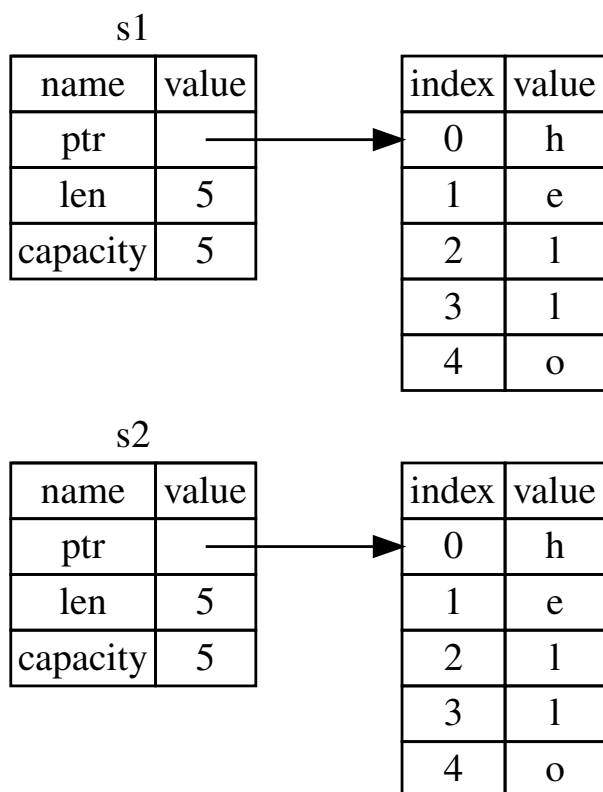 s1
name value
ptr
len 5
capacity 5
index value
0 h
1 e
2 l
3 l
4 o
s2
name value
ptr
len 5
capacity 5
index value
0 h
1 e
2 l
3 l
4 o